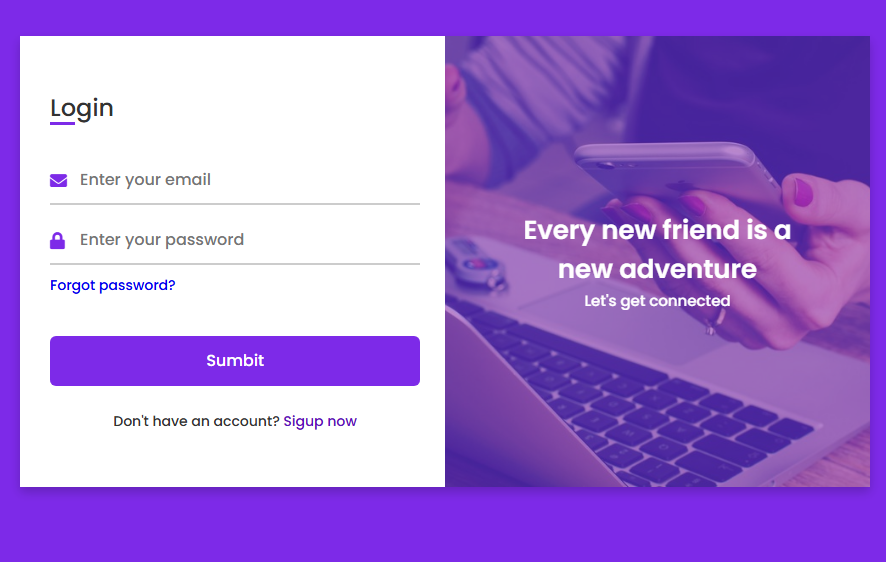 Login
Enter your email
Enter your password
Forgot password?
Sumbit
Don't have an account? Sigup now
Every new friend is a
new adventure
Let's get connected